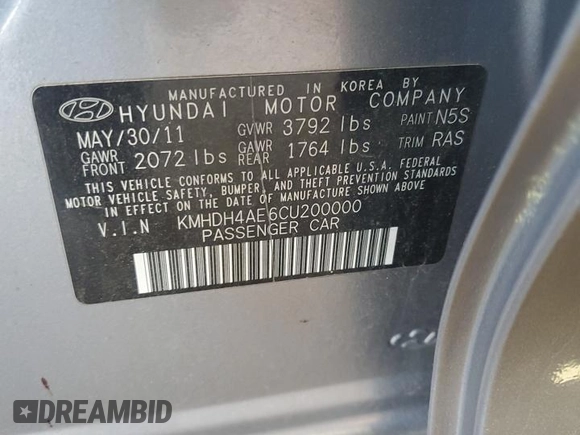 MANUFACTURED IN KOREA BY
HYUNDAI MOTOR COMPANY
MAY/30/11 GVWR 3792 lbs PAINT N5S
GAWR FRONT 2072 lbs GAWR REAR 1764 lbs TRIM RAS
THIS VEHICLE CONFORMS TO ALL APPLICABLE U.S.A. FEDERAL
MOTOR VEHICLE SAFETY, BUMPER, AND THEFT PREVENTION STANDARDS
IN EFFECT ON THE DATE OF MANUFACTURE SHOWN ABOVE.
V.I.N KMHDH4AE6CU200000
PASSENGER CAR
DREAMBID